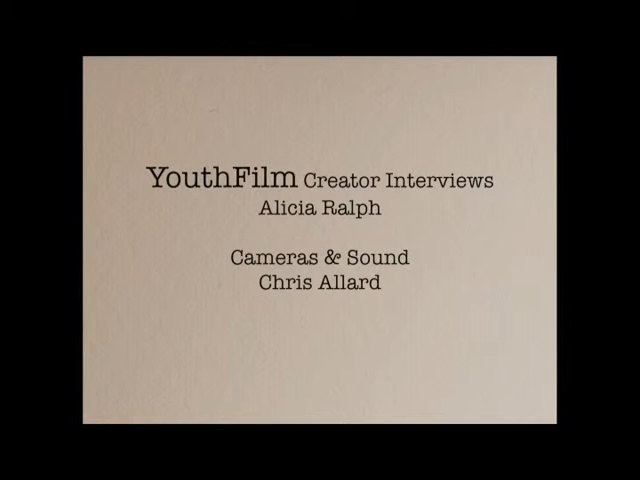 YouthFilm Creator Interviews
Alicia Ralph
Cameras & Sound
Chris Allard